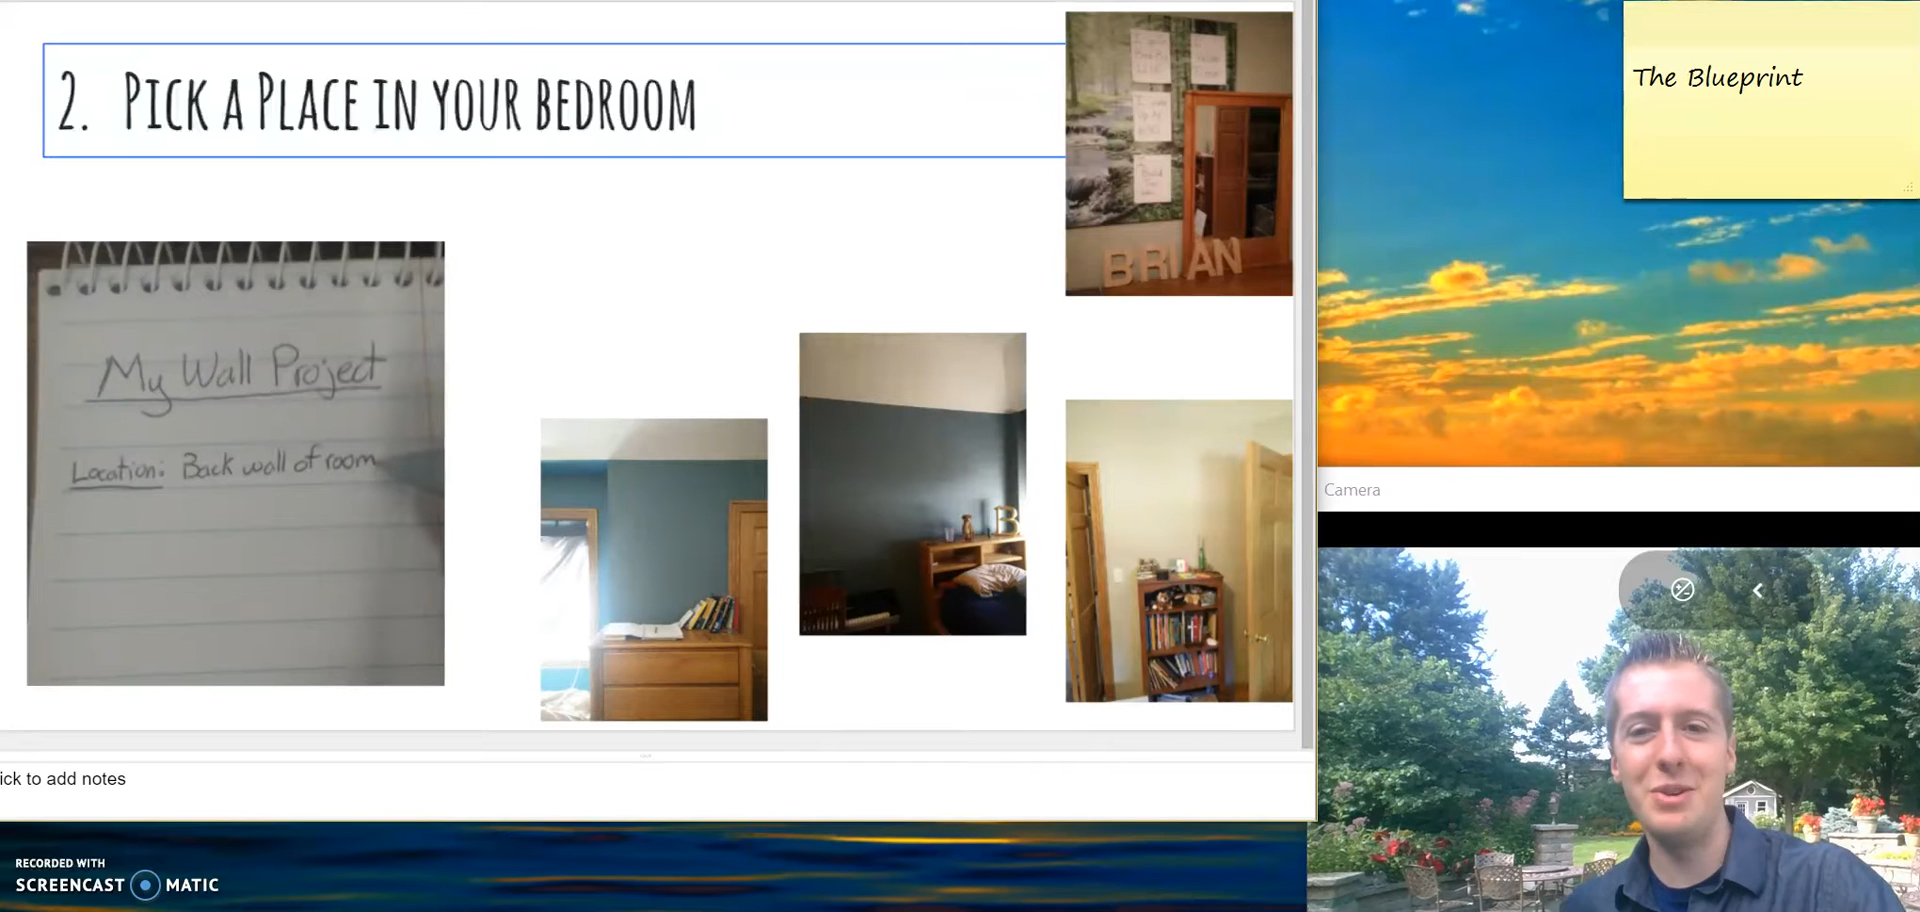 2. PICK A PLACE IN YOUR BEDROOM
My Wall Project
Location: Back wall of room
BRIAN
B
ick to add notes
The Blueprint
Camera
RECORDED WITH
SCREENCAST MATIC